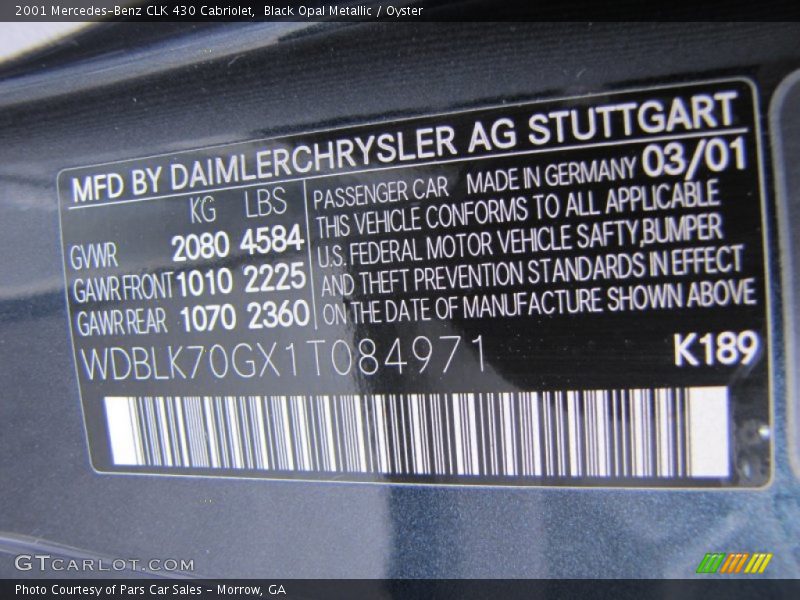 2001 Mercedes-Benz CLK 430 Cabriolet, Black Opal Metallic / Oyster
MFD BY DAIMLERCHRYSLER AG STUTTGART
KG LBS
GVWR 2080 4584
GAWR FRONT 1010 2225
GAWR REAR 1070 2360
PASSENGER CAR MADE IN GERMANY 03/01
THIS VEHICLE CONFORMS TO ALL APPLICABLE
U.S. FEDERAL MOTOR VEHICLE SAFTY,BUMPER
AND THEFT PREVENTION STANDARDS IN EFFECT
ON THE DATE OF MANUFACTURE SHOWN ABOVE
WDBLK70GX1T084971 K189
GTCARLOT.COM
Photo Courtesy of Pars Car Sales - Morrow, GA